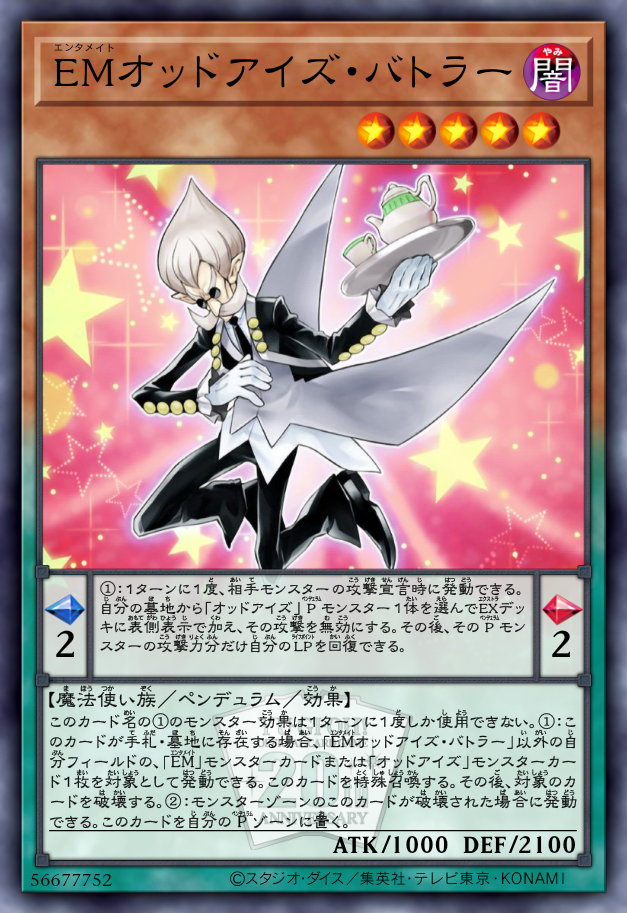 エンタメイト
EMオッドアイズ・バトラー
やみ
闇
①:1ターンに1度、相手モンスターの攻撃宣言時に発動できる。
自分の墓地から「オッドアイズ」Pモンスター1体を選んでEXデッ
キに表側表示で加え、その攻撃を無効にする。その後、そのPモン
スターの攻撃力分だけ自分のLPを回復できる。
2
2
【魔法使い族/ペンデュラム/効果】
このカード名の①のモンスター効果は1ターンに1度しか使用できない。①:こ
のカードが手札・墓地に存在する場合、「EMオッドアイズ・バトラー」以外の自
分フィールドの、「EM」モンスターカードまたは「オッドアイズ」モンスターカー
ド1枚を対象として発動できる。このカードを特殊召喚する。その後、対象のカ
ードを破壊する。②:モンスターゾーンのこのカードが破壊された場合に発動
できる。このカードを自分のPゾーンに置く。
ANNIVERSARY
ATK/1000 DEF/2100
56677752
©スタジオ・ダイス/集英社・テレビ東京・KONAMI